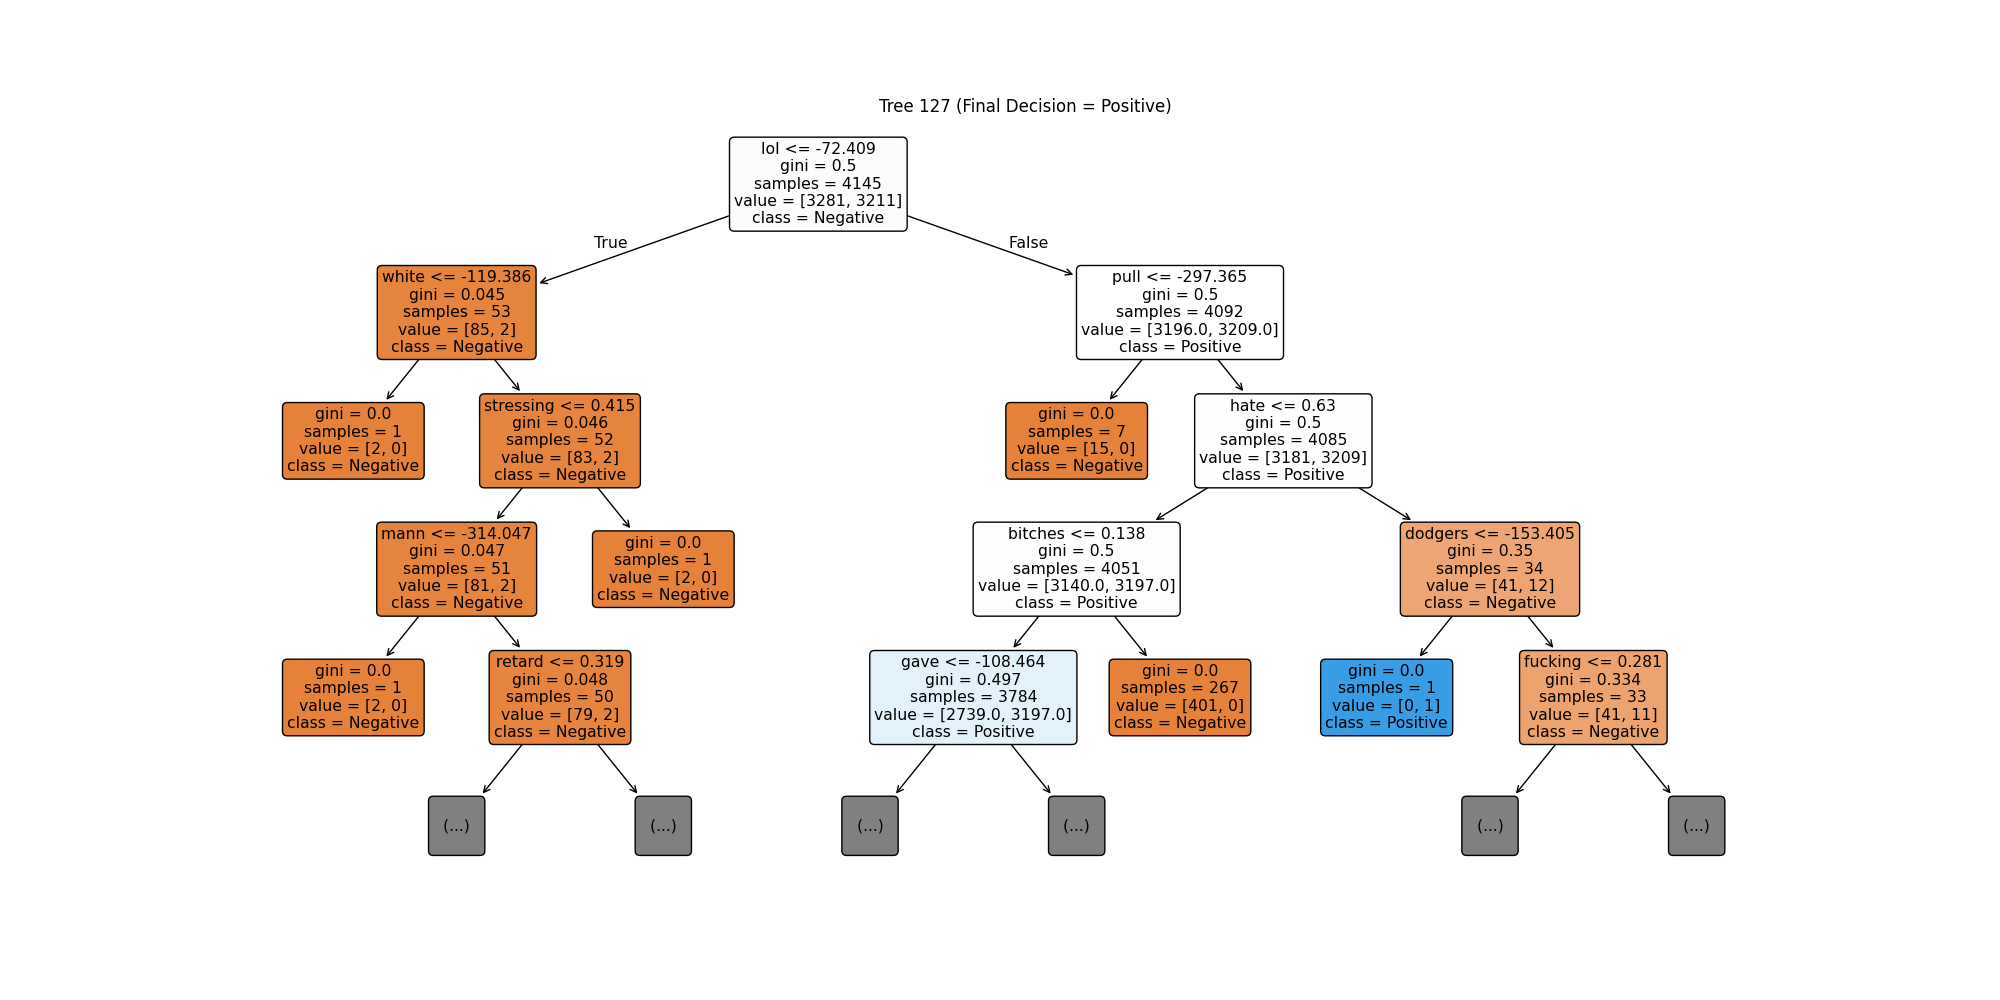 Tree 127 (Final Decision = Positive)
lol <= -72.409
gini = 0.5
samples = 4145
value = [3281, 3211]
class = Negative
True
False
white <= -119.386
gini = 0.045
samples = 53
value = [85, 2]
class = Negative
pull <= -297.365
gini = 0.5
samples = 4092
value = [3196.0, 3209.0]
class = Positive
gini = 0.0
samples = 1
value = [2, 0]
class = Negative
stressing <= 0.415
gini = 0.046
samples = 52
value = [83, 2]
class = Negative
gini = 0.0
samples = 7
value = [15, 0]
class = Negative
hate <= 0.63
gini = 0.5
samples = 4085
value = [3181, 3209]
class = Positive
mann <= -314.047
gini = 0.047
samples = 51
value = [81, 2]
class = Negative
gini = 0.0
samples = 1
value = [2, 0]
class = Negative
bitches <= 0.138
gini = 0.5
samples = 4051
value = [3140.0, 3197.0]
class = Positive
dodgers <= -153.405
gini = 0.35
samples = 34
value = [41, 12]
class = Negative
gini = 0.0
samples = 1
value = [2, 0]
class = Negative
retard <= 0.319
gini = 0.048
samples = 50
value = [79, 2]
class = Negative
gave <= -108.464
gini = 0.497
samples = 3784
value = [2739.0, 3197.0]
class = Positive
gini = 0.0
samples = 267
value = [401, 0]
class = Negative
gini = 0.0
samples = 1
value = [0, 1]
class = Positive
fucking <= 0.281
gini = 0.334
samples = 33
value = [41, 11]
class = Negative
(...)
(...)
(...)
(...)
(...)
(...)